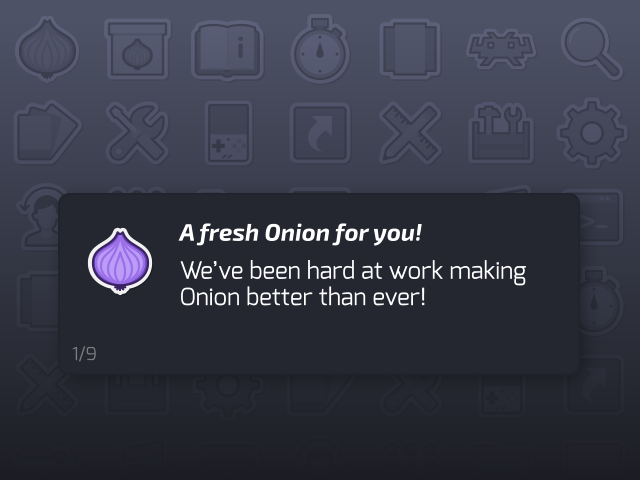 A fresh Onion for you!
We've been hard at work making
Onion better than ever!
1/9